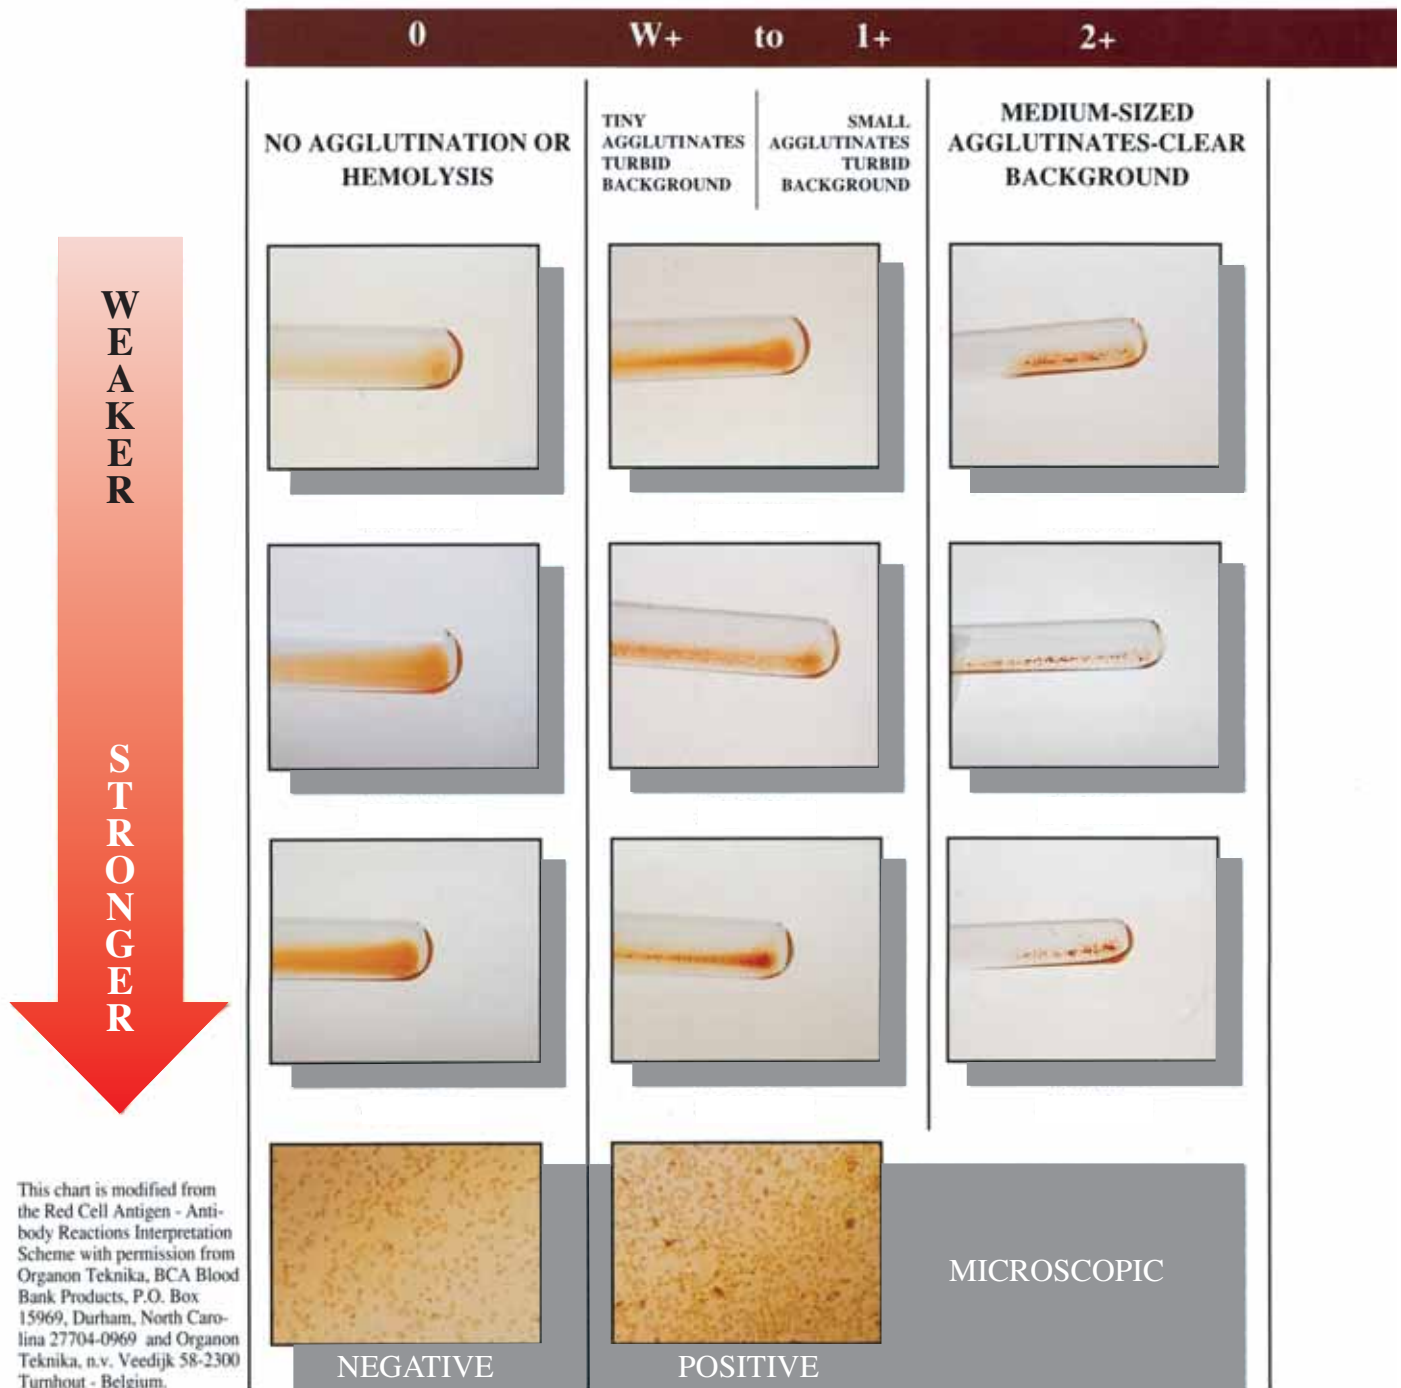 0
W+ to 1+
2+
NO AGGLUTINATION OR
HEMOLYSIS
TINY
AGGLUTINATES
TURBID
BACKGROUND
SMALL
AGGLUTINATES
TURBID
BACKGROUND
MEDIUM-SIZED
AGGLUTINATES-CLEAR
BACKGROUND
WEAKER
STRONGER
This chart is modified from
the Red Cell Antigen - Anti-
body Reactions Interpretation
Scheme with permission from
Organon Teknika, BCA Blood
Bank Products, P.O. Box
15969, Durham, North Caro-
lina 27704-0969 and Organon
Teknika, n.v. Veedijk 58-2300
Turnhout - Belgium.
MICROSCOPIC
NEGATIVE
POSITIVE